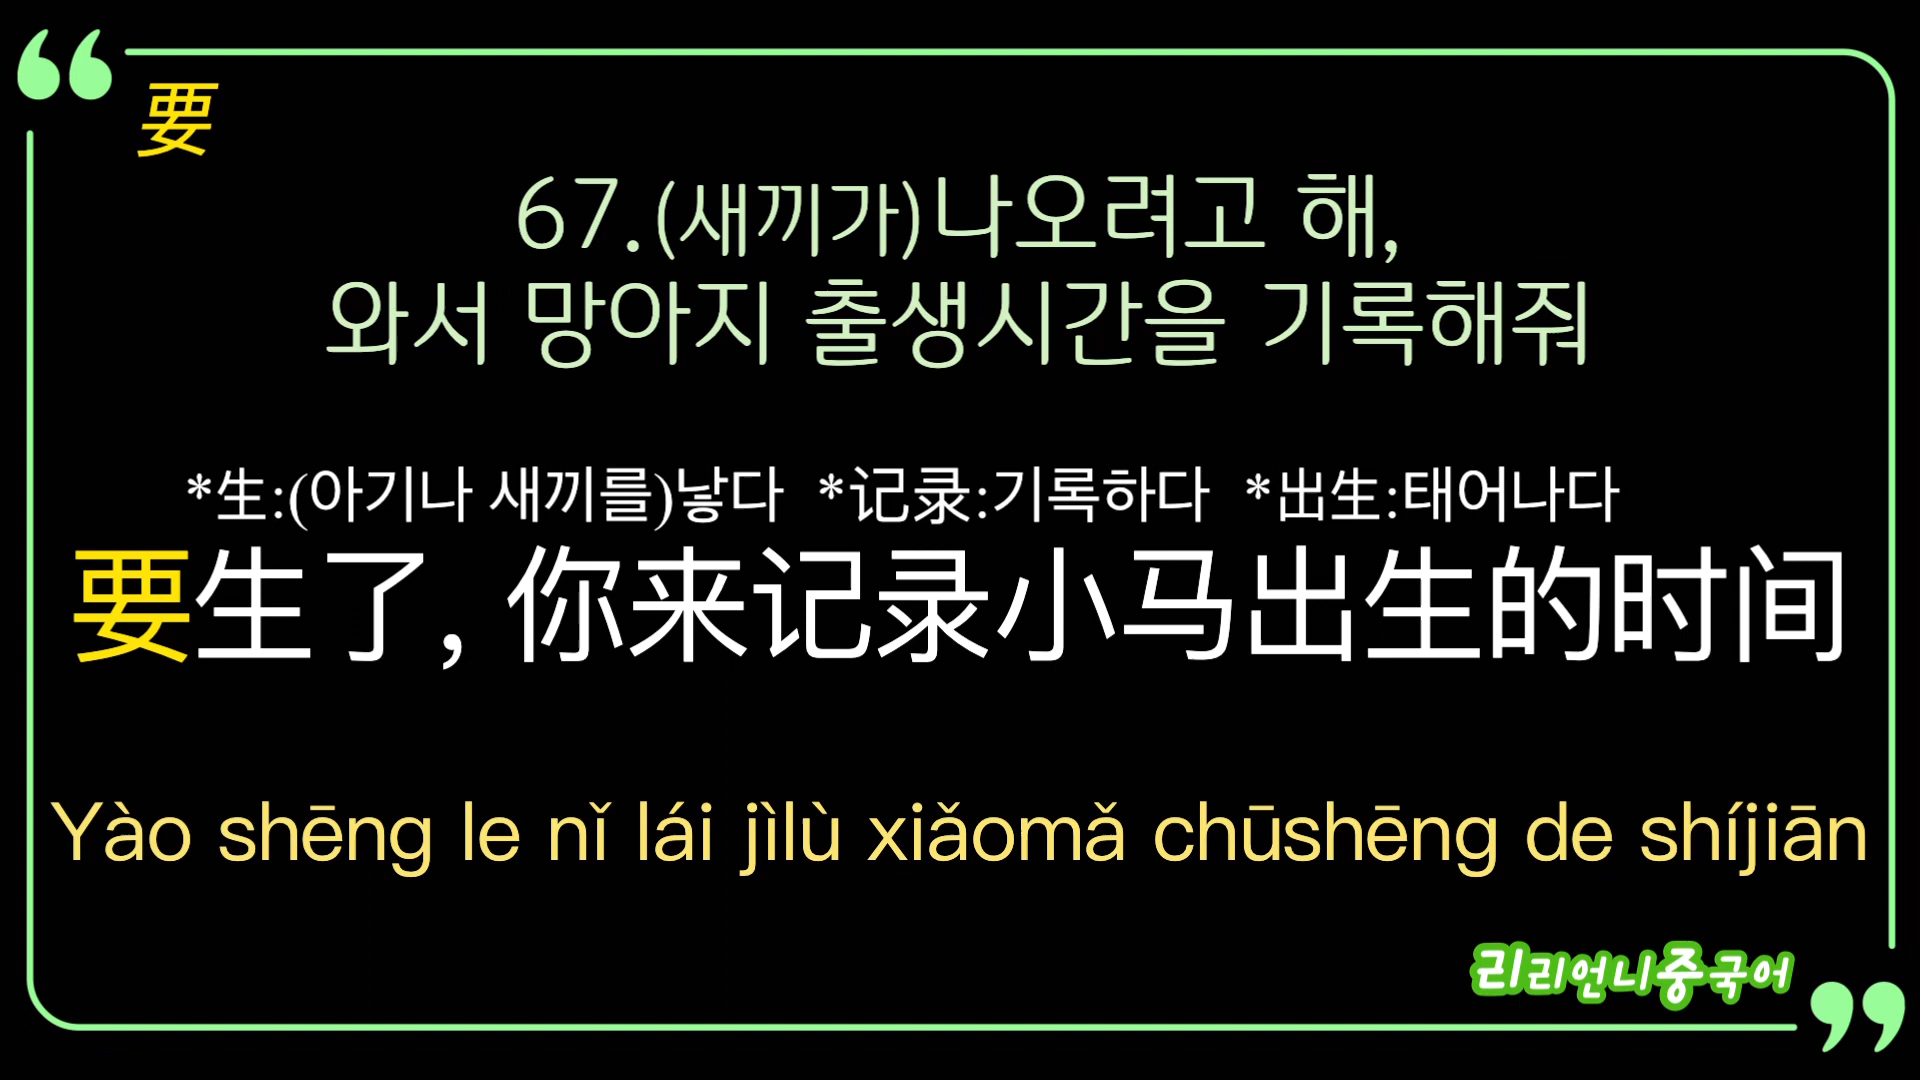 要
67.(새끼가)나오려고 해,
와서 망아지 출생시간을 기록해줘
*生:(아기나 새끼를)낳다 *记录:기록하다 *出生:태어나다
要生了, 你来记录小马出生的时间
Yào shēng le nǐ lái jìlù xiǎomǎ chūshēng de shíjiān
리리언니중국어